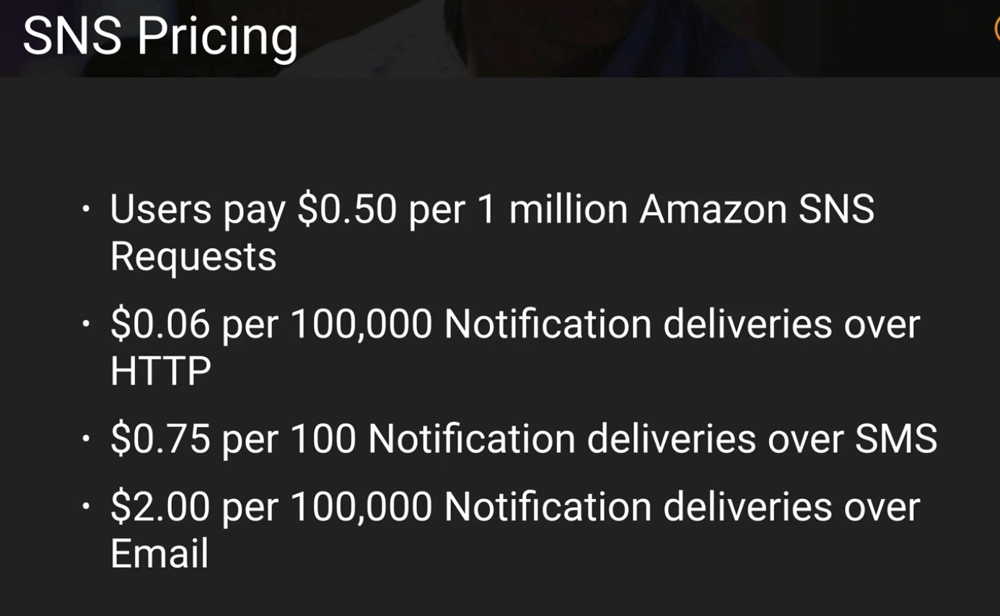 SNS Pricing
• Users pay $0.50 per 1 million Amazon SNS
Requests
• $0.06 per 100,000 Notification deliveries over
HTTP
• $0.75 per 100 Notification deliveries over SMS
• $2.00 per 100,000 Notification deliveries over
Email